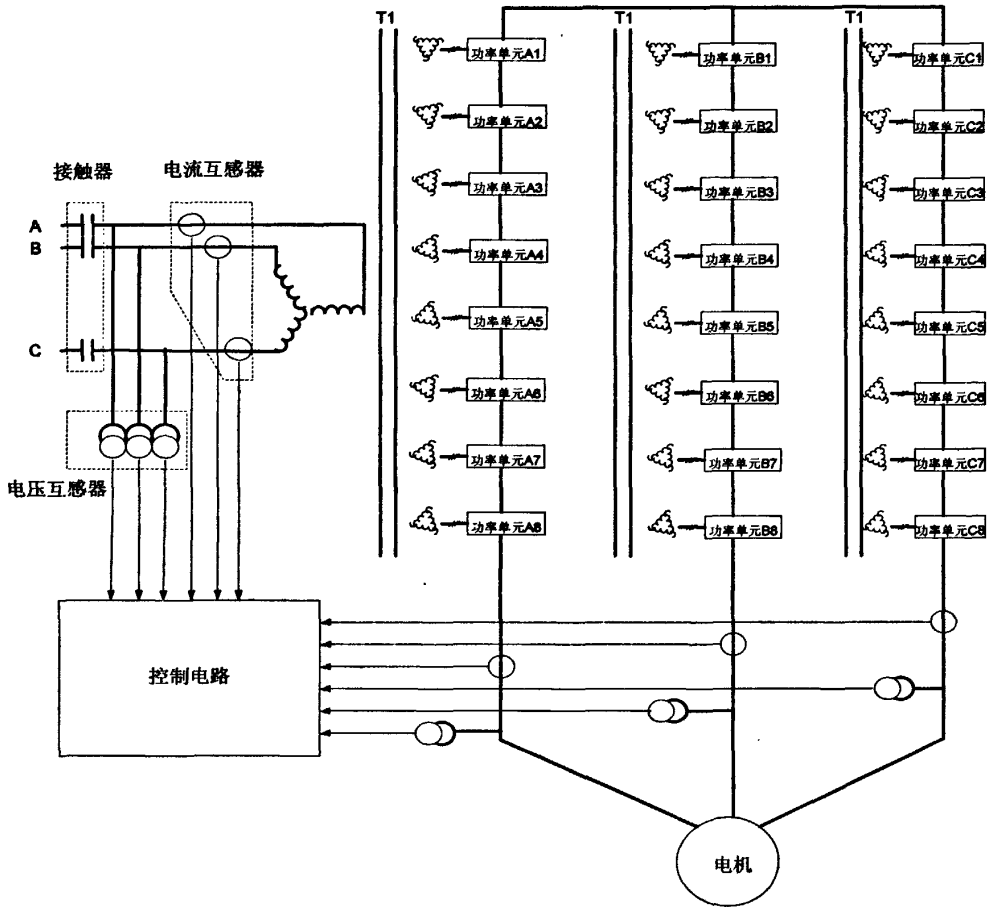 T1
T1
T1
功率单元A1
功率单元B1
功率单元C1
功率单元A2
功率单元B2
功率单元C2
功率单元A3
功率单元B3
功率单元C3
功率单元A4
功率单元B4
功率单元C4
功率单元A5
功率单元B5
功率单元C5
功率单元A6
功率单元B6
功率单元C6
功率单元A7
功率单元B7
功率单元C7
功率单元A8
功率单元B8
功率单元C8
接触器
电流互感器
A
B
C
电压互感器
控制电路
电机